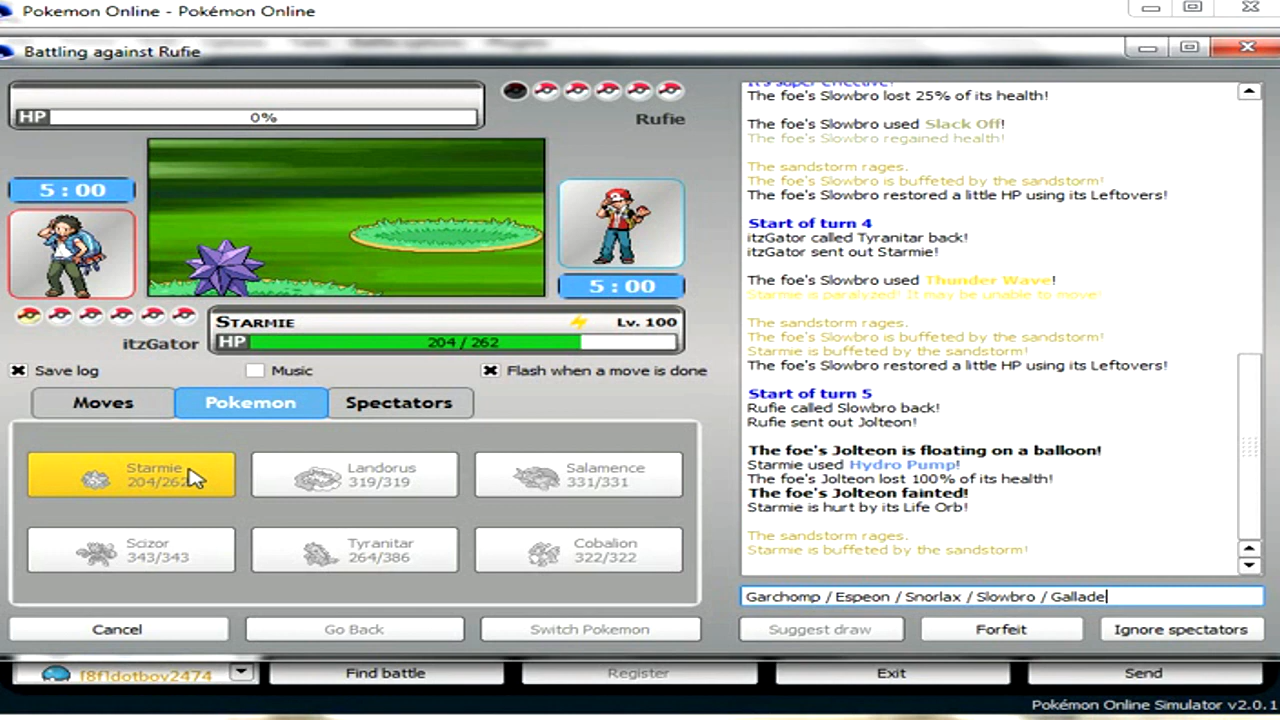 Pokemon Online - Pokémon Online
Battling against Rufie
HP 0%
Rufie
5 : 00
5 : 00
STARMIE Lv. 100
HP 204 / 262
itzGator
Save log
Music
Flash when a move is done
Moves
Pokemon
Spectators
Starmie
204/262
Landorus
319/319
Salamence
331/331
Scizor
343/343
Tyranitar
264/386
Cobalion
322/322
Cancel
Go Back
Switch Pokemon
It's super effective!
The foe's Slowbro lost 25% of its health!
The foe's Slowbro used Slack Off!
The foe's Slowbro regained health!
The sandstorm rages.
The foe's Slowbro is buffeted by the sandstorm!
The foe's Slowbro restored a little HP using its Leftovers!
Start of turn 4
itzGator called Tyranitar back!
itzGator sent out Starmie!
The foe's Slowbro used Thunder Wave!
Starmie is paralyzed! It may be unable to move!
The sandstorm rages.
The foe's Slowbro is buffeted by the sandstorm!
Starmie is buffeted by the sandstorm!
The foe's Slowbro restored a little HP using its Leftovers!
Start of turn 5
Rufie called Slowbro back!
Rufie sent out Jolteon!
The foe's Jolteon is floating on a balloon!
Starmie used Hydro Pump!
The foe's Jolteon lost 100% of its health!
The foe's Jolteon fainted!
Starmie is hurt by its Life Orb!
The sandstorm rages.
Starmie is buffeted by the sandstorm!
Garchomp / Espeon / Snorlax / Slowbro / Gallade
Suggest draw
Forfeit
Ignore spectators
f8f1dotboy2474
Find battle
Register
Exit
Send
Pokémon Online Simulator v2.0.1